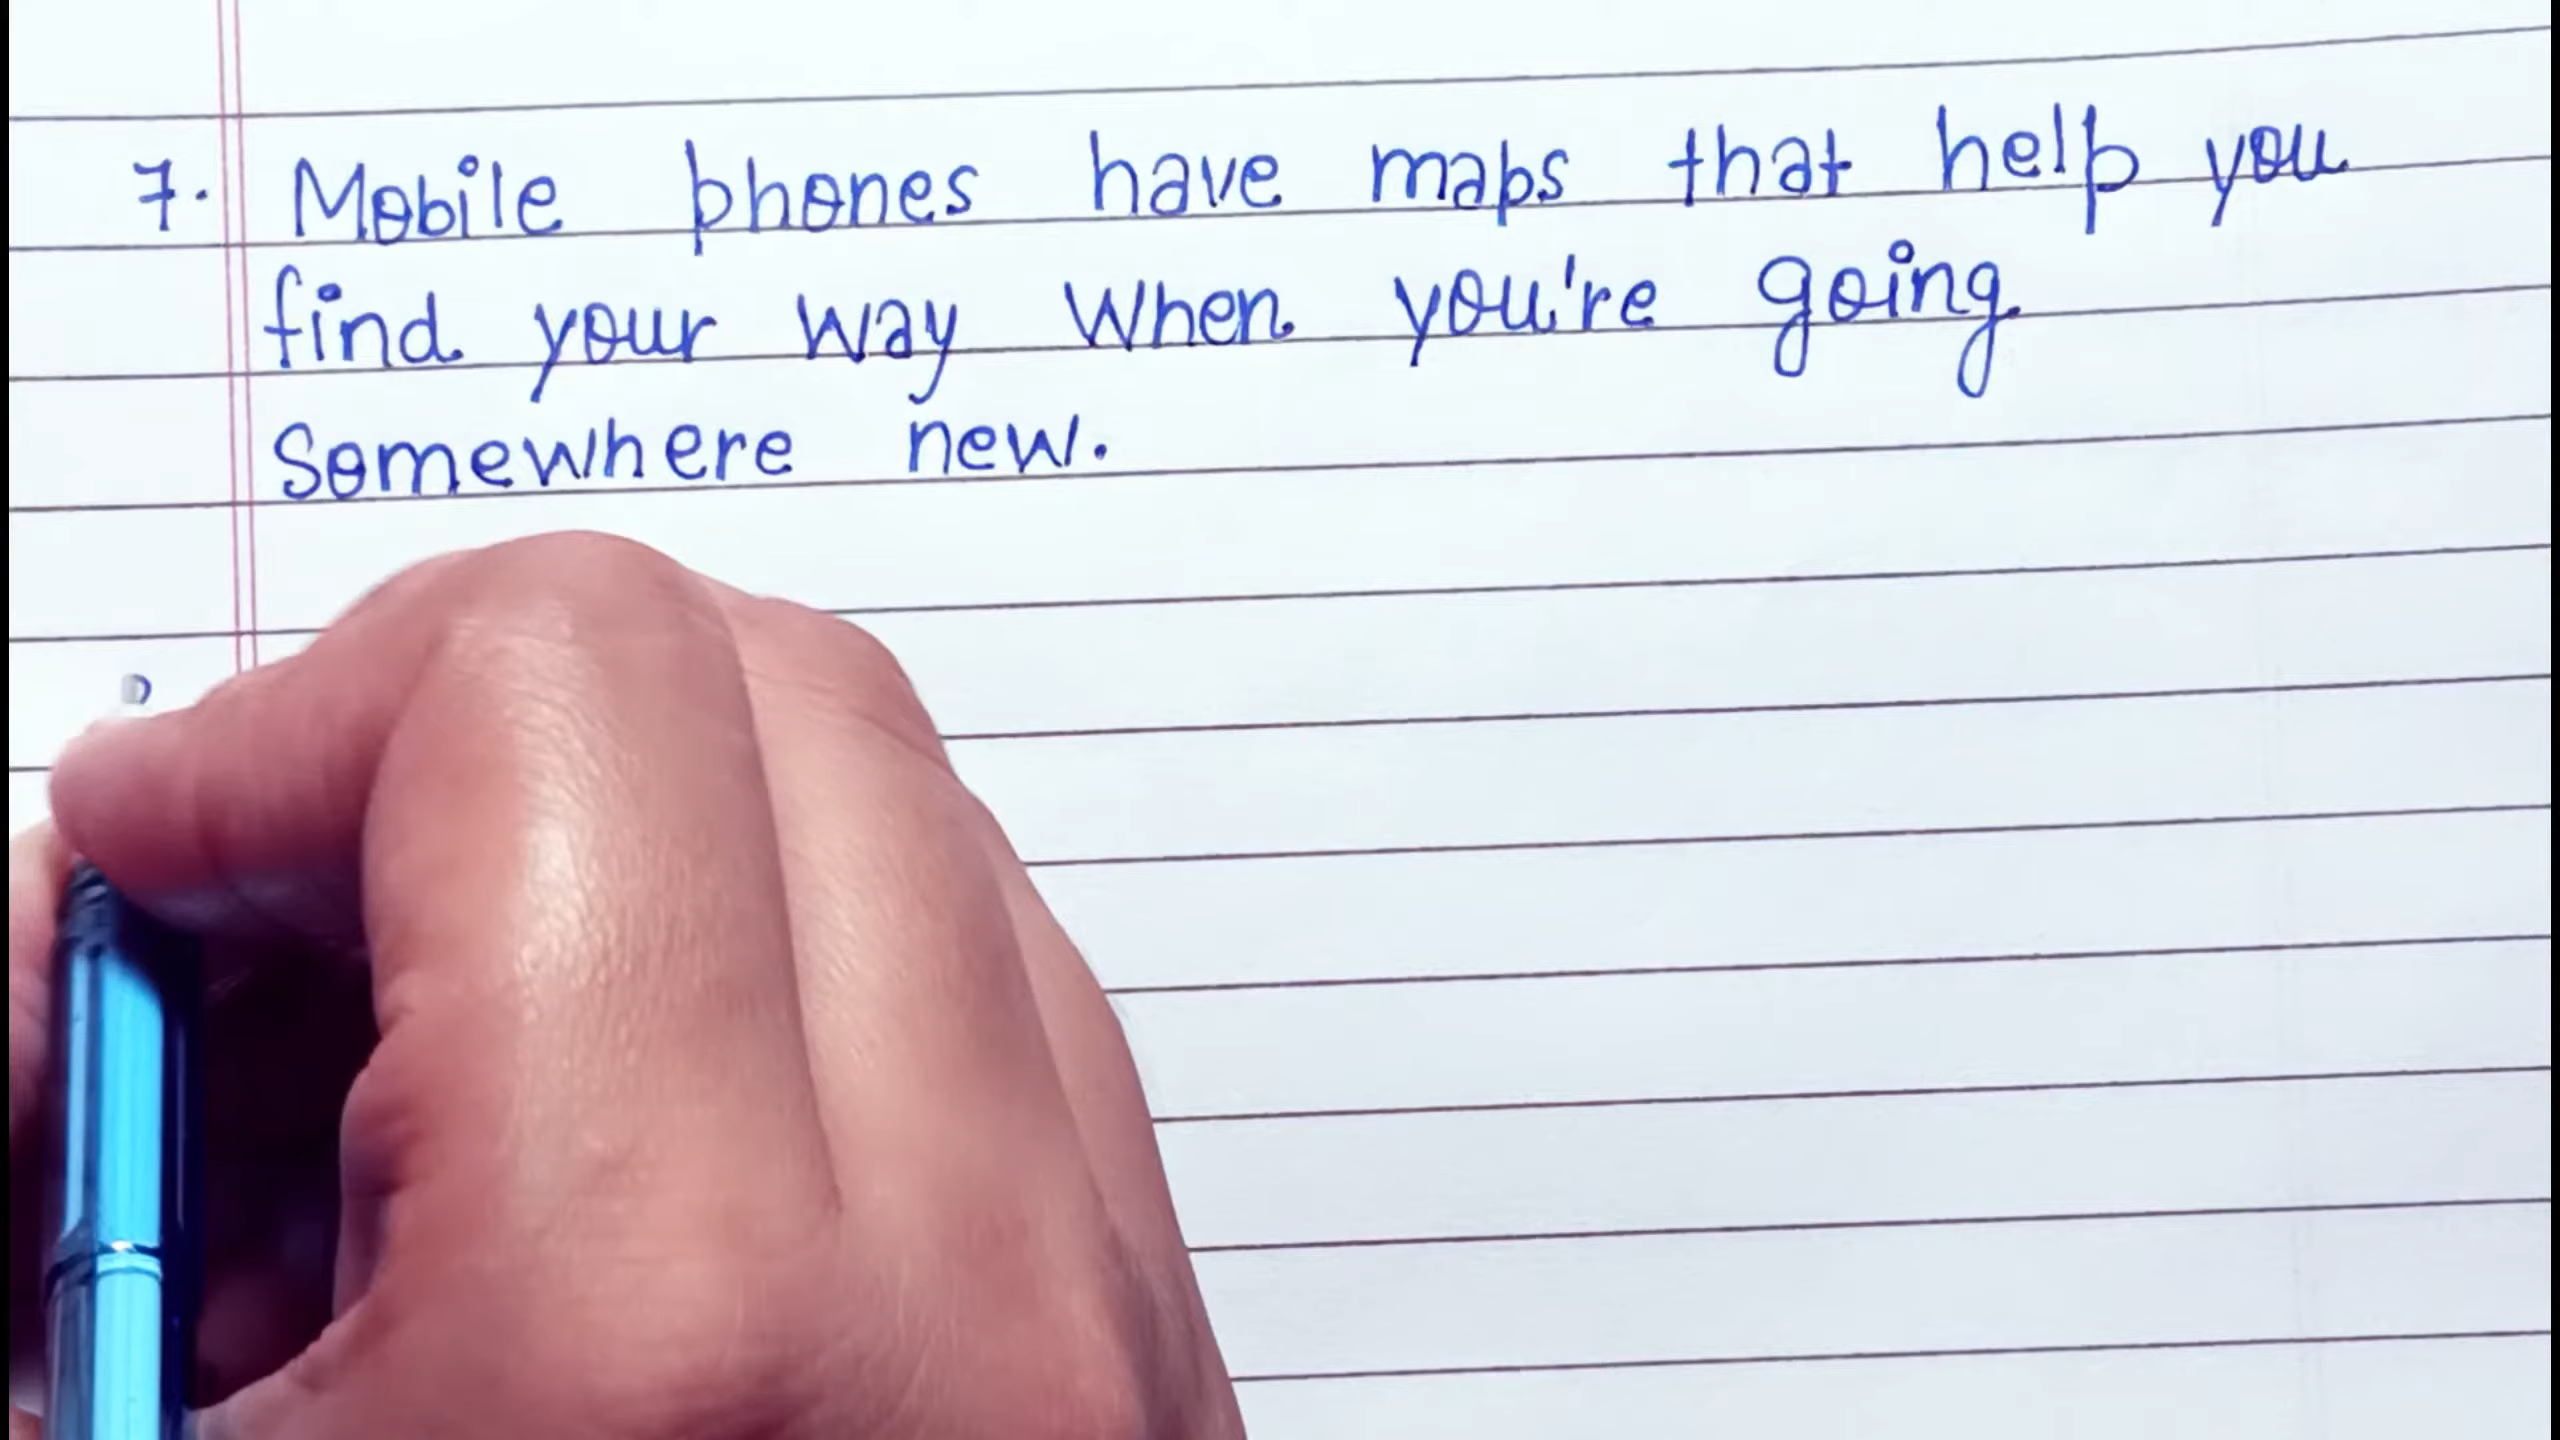 7. Mobile phones have maps that help you
find your way when you're going
Somewhere new.